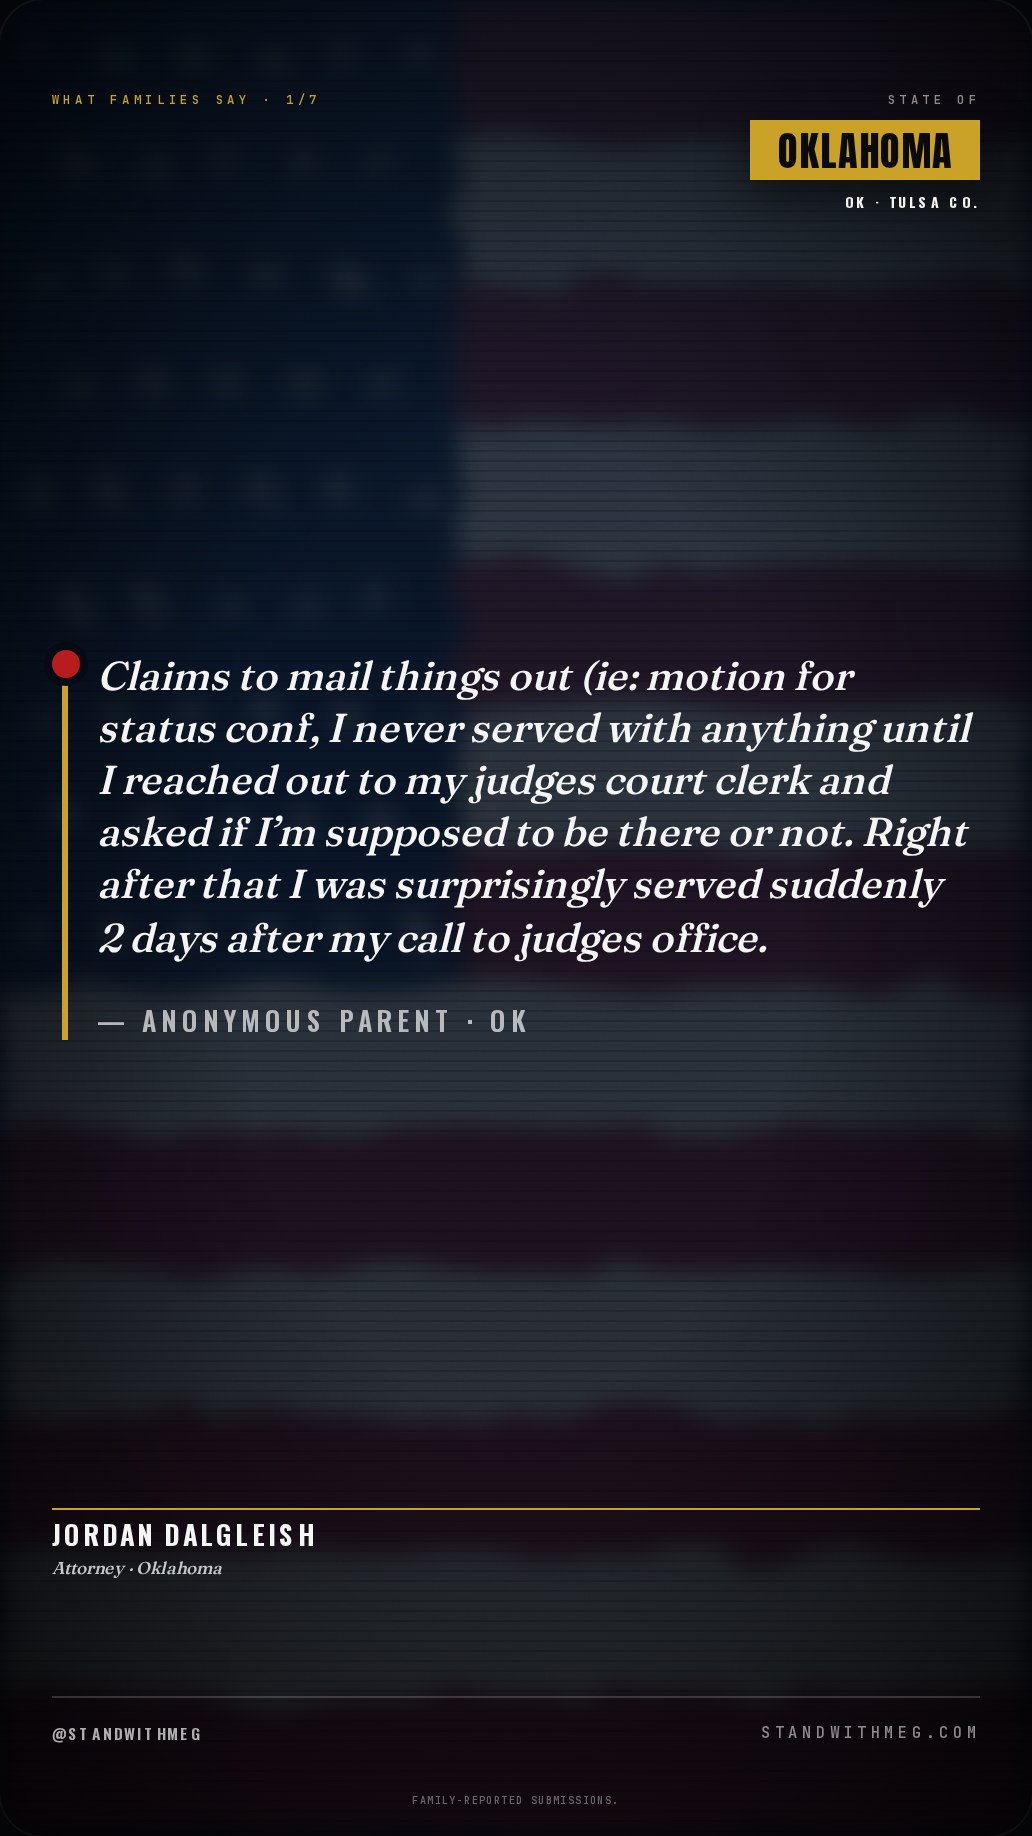 WHAT FAMILIES SAY · 1/7
STATE OF
OKLAHOMA
OK · TULSA CO.
Claims to mail things out (ie: motion for
status conf, I never served with anything until
I reached out to my judges court clerk and
asked if I’m supposed to be there or not. Right
after that I was surprisingly served suddenly
2 days after my call to judges office.
— ANONYMOUS PARENT · OK
JORDAN DALGLEISH
Attorney · Oklahoma
@STANDWITHMEG
STANDWITHMEG.COM
FAMILY-REPORTED SUBMISSIONS.